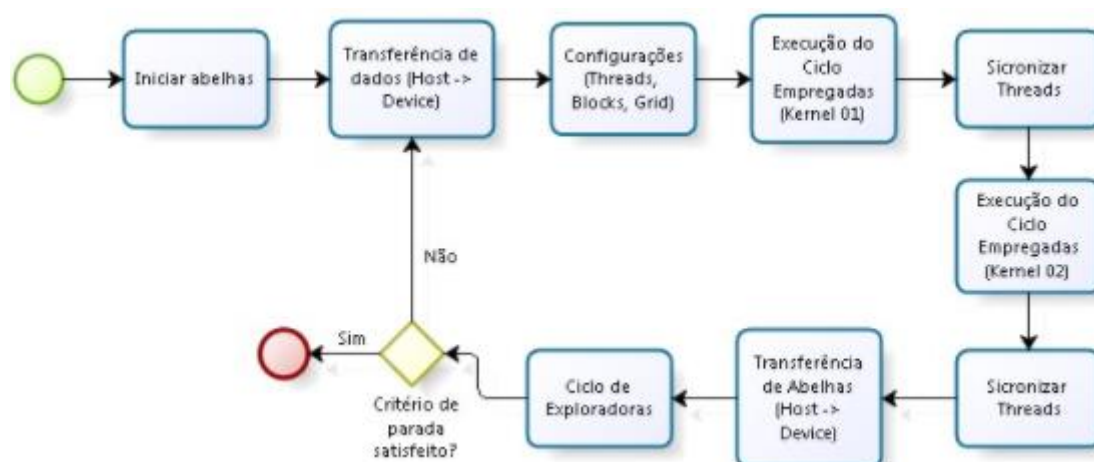 Iniciar abelhas
Transferência de
dados (Host ->
Device)
Configurações
(Threads,
Blocks, Grid)
Execução do
Ciclo
Empregadas
(Kernel 01)
Sicronizar
Threads
Execução do
Ciclo
Empregadas
(Kernel 02)
Sicronizar
Threads
Transferência
de Abelhas
(Host ->
Device)
Ciclo de
Exploradoras
Critério de
parada
satisfeito?
Sim
Não